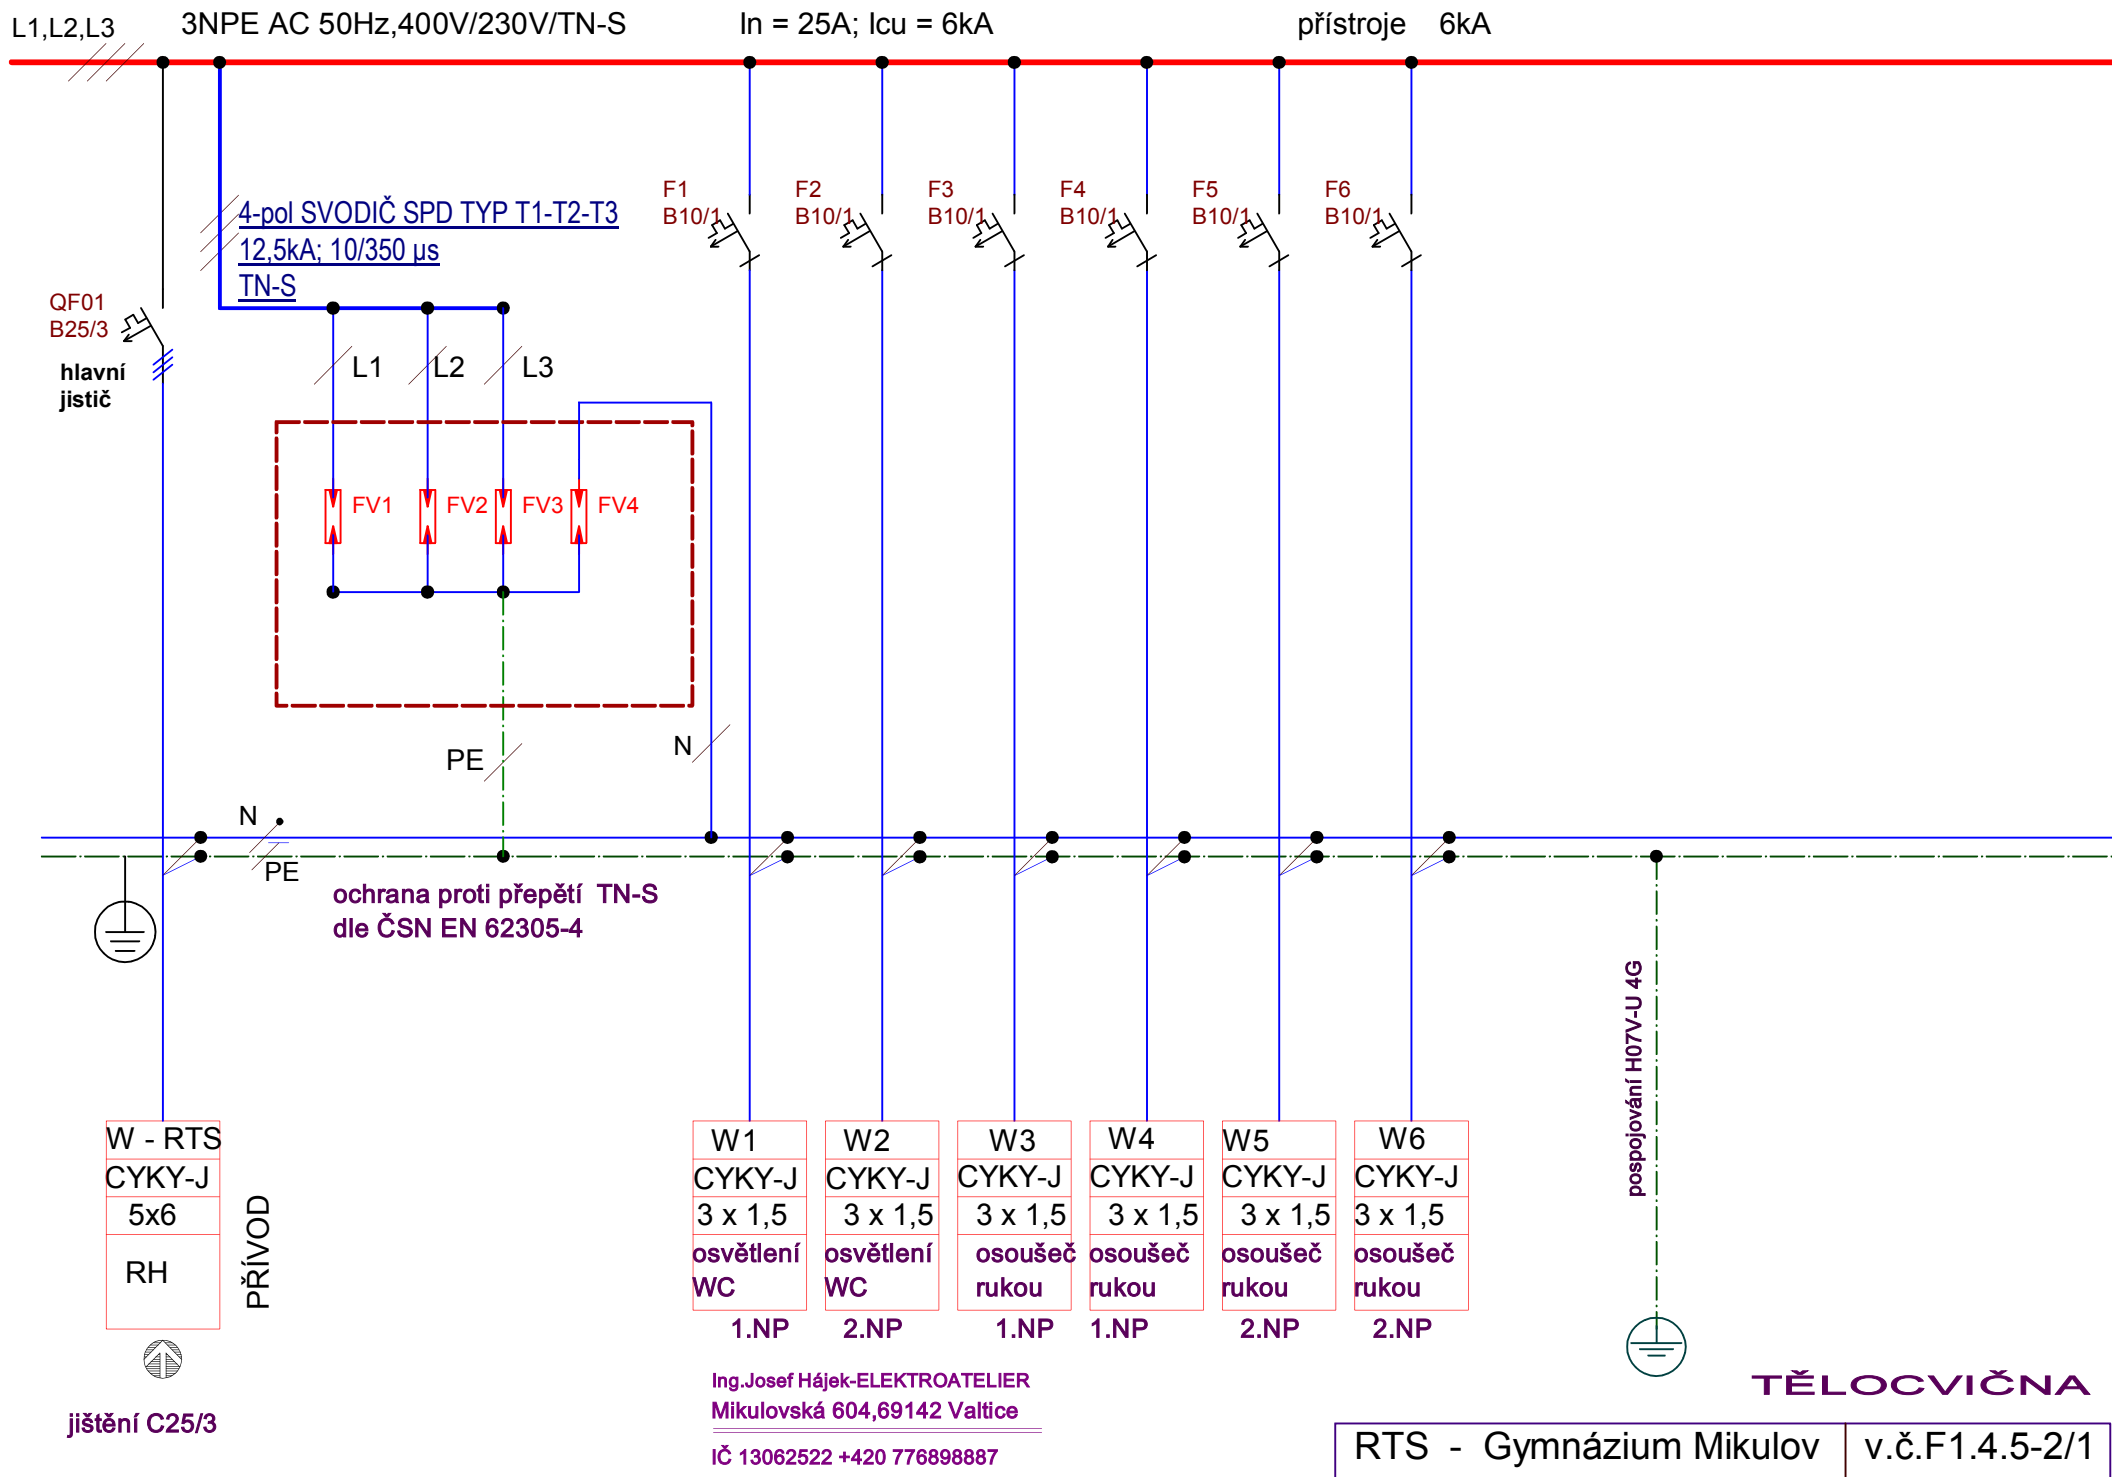 L1,L2,L3 3NPE AC 50Hz,400V/230V/TN-S In = 25A; Icu = 6kA přístroje 6kA
4-pol SVODIČ SPD TYP T1-T2-T3
12,5kA; 10/350 µs
TN-S
QF01
B25/3
hlavní
jistič
F1
B10/1
F2
B10/1
F3
B10/1
F4
B10/1
F5
B10/1
F6
B10/1
L1 L2 L3
FV1 FV2 FV3 FV4
PE N
N
PE
ochrana proti přepětí TN-S
dle ČSN EN 62305-4
pospojování H07V-U 4G
W - RTS
CYKY-J
5x6
RH
PŘÍVOD
jištění C25/3
W1
CYKY-J
3 x 1,5
osvětlení
WC
1.NP
W2
CYKY-J
3 x 1,5
osvětlení
WC
2.NP
W3
CYKY-J
3 x 1,5
osoušeč
rukou
1.NP
W4
CYKY-J
3 x 1,5
osoušeč
rukou
1.NP
W5
CYKY-J
3 x 1,5
osoušeč
rukou
2.NP
W6
CYKY-J
3 x 1,5
osoušeč
rukou
2.NP
Ing.Josef Hájek-ELEKTROATELIER
Mikulovská 604,69142 Valtice
IČ 13062522 +420 776898887
TĚLOCVIČNA
RTS - Gymnázium Mikulov v.č.F1.4.5-2/1